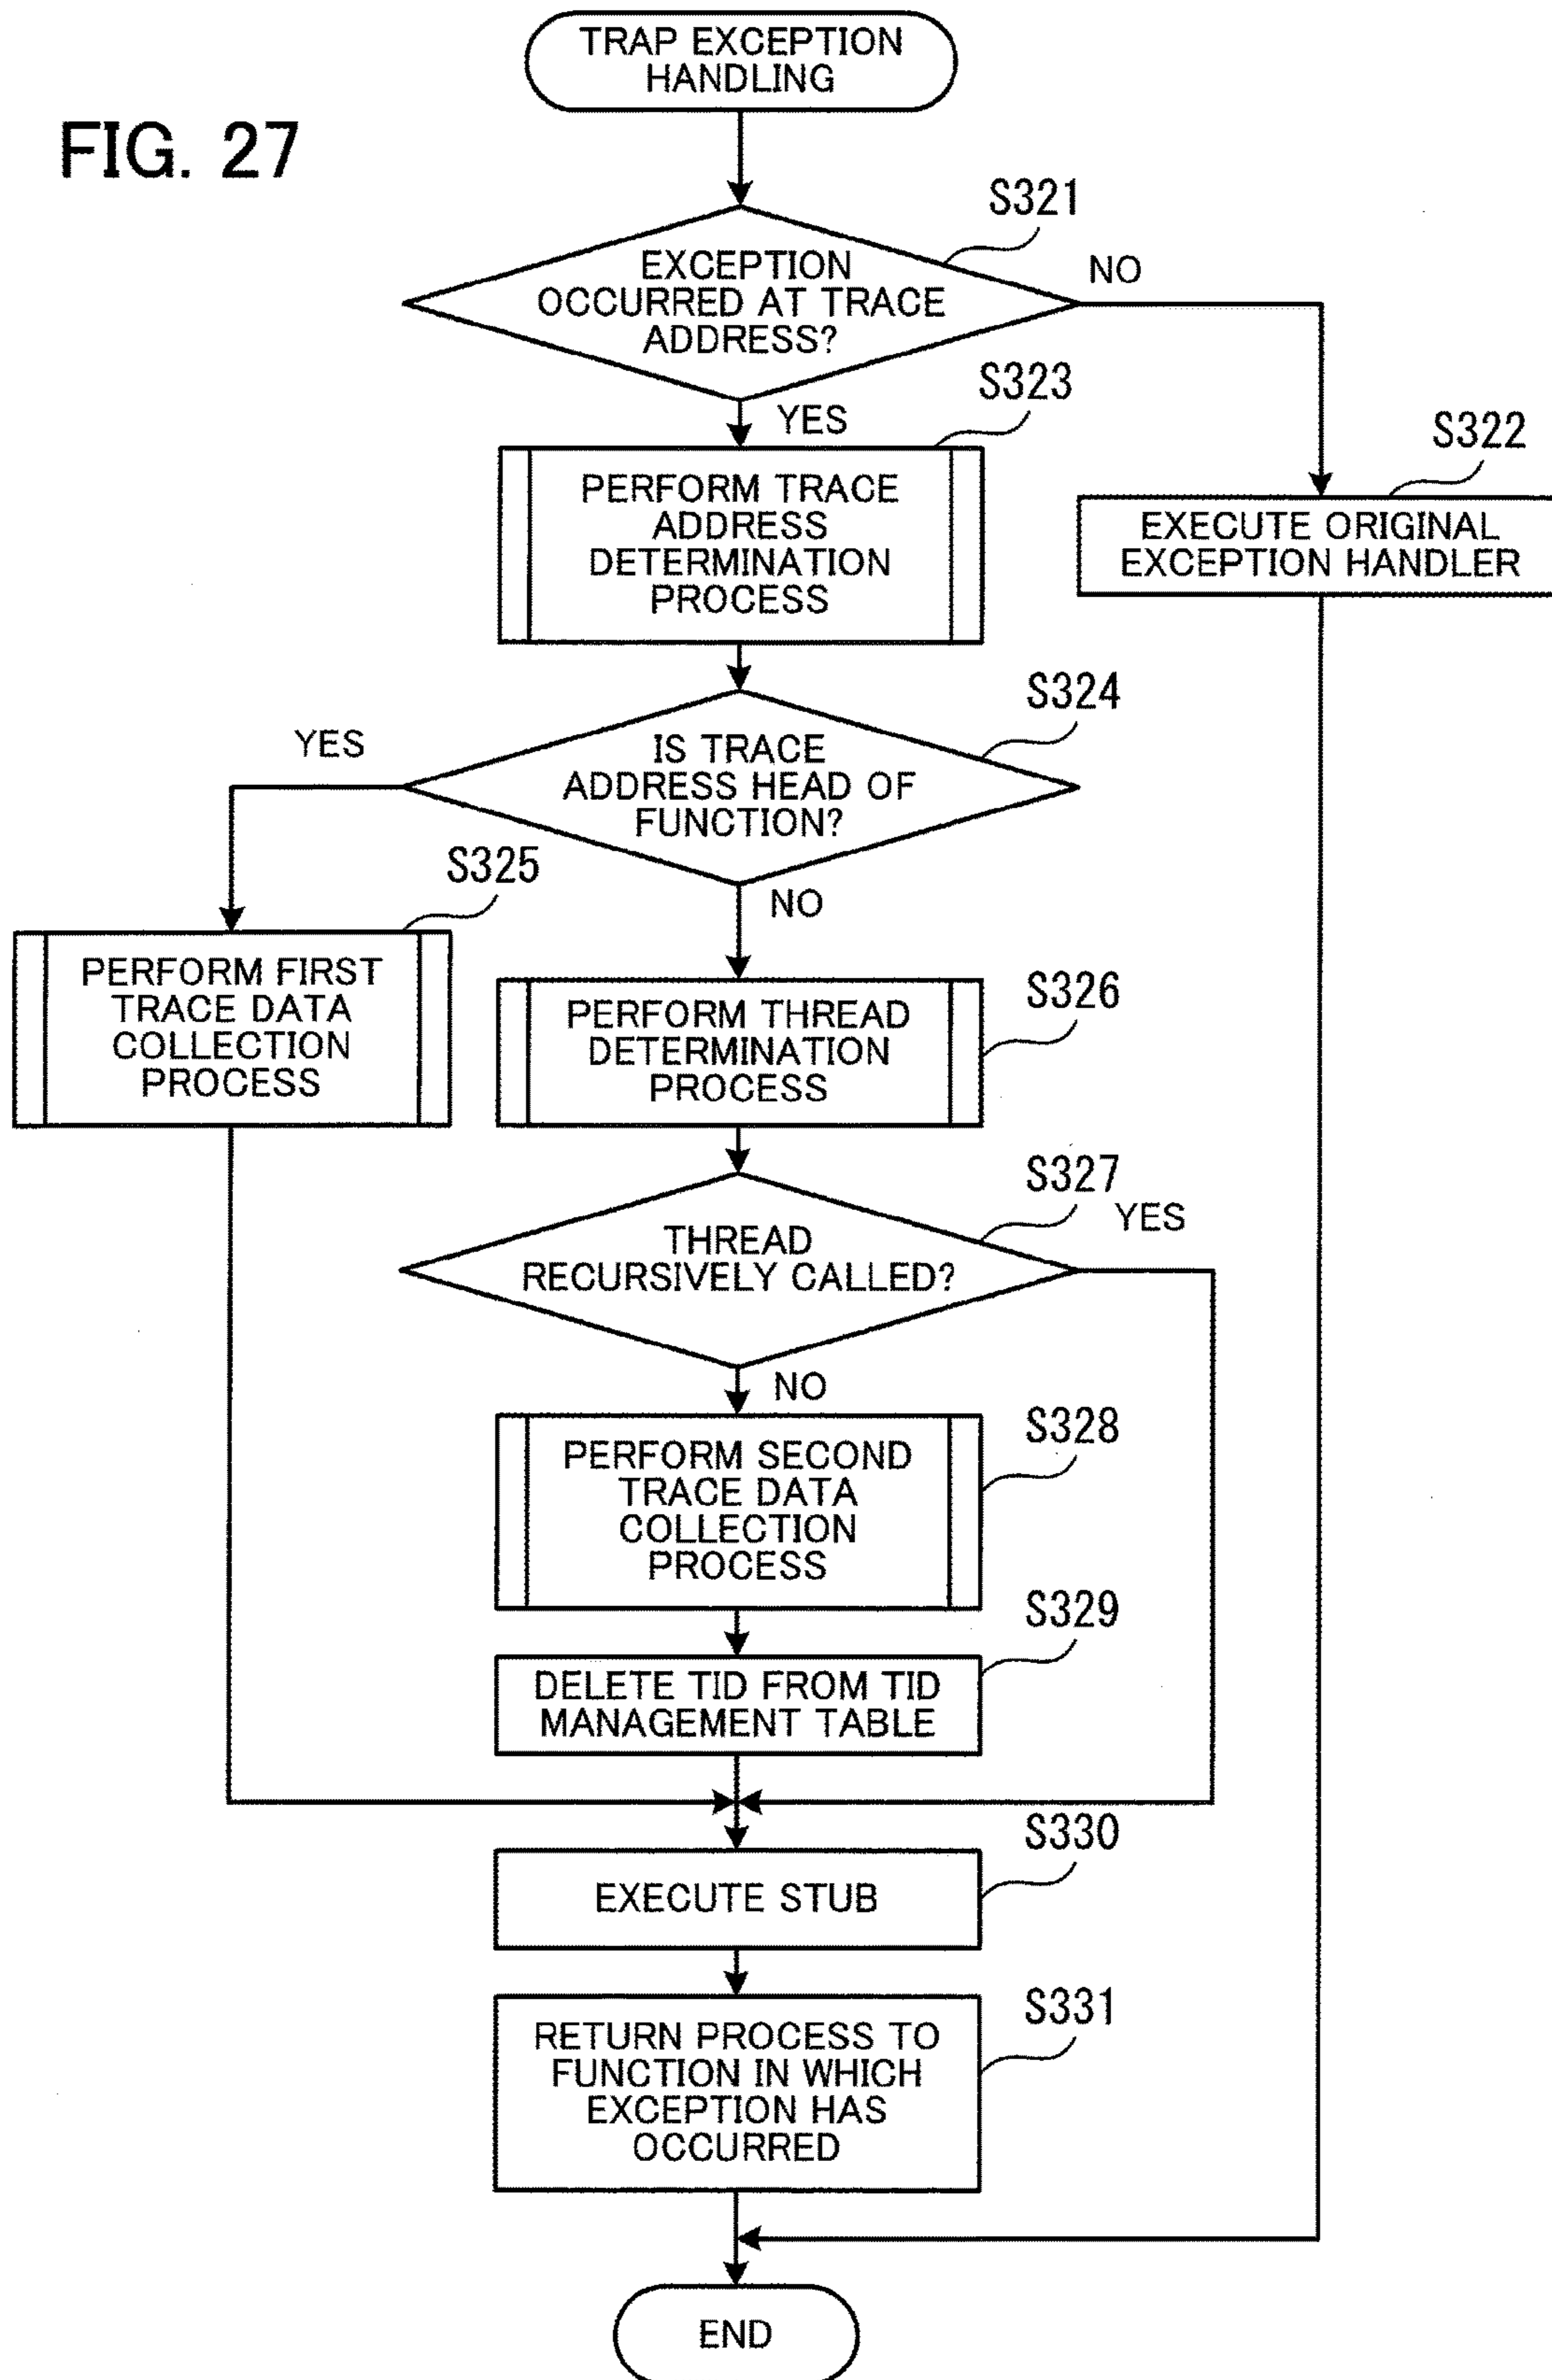 TRAP EXCEPTION
HANDLING
FIG. 27
S321
EXCEPTION
OCCURRED AT TRACE
ADDRESS?
NO
YES
S323
PERFORM TRACE
ADDRESS
DETERMINATION
PROCESS
S322
EXECUTE ORIGINAL
EXCEPTION HANDLER
S324
YES
IS TRACE
ADDRESS HEAD OF
FUNCTION?
NO
S325
PERFORM FIRST
TRACE DATA
COLLECTION
PROCESS
S326
PERFORM THREAD
DETERMINATION
PROCESS
S327
YES
THREAD
RECURSIVELY CALLED?
NO
S328
PERFORM SECOND
TRACE DATA
COLLECTION
PROCESS
S329
DELETE TID FROM TID
MANAGEMENT TABLE
S330
EXECUTE STUB
S331
RETURN PROCESS TO
FUNCTION IN WHICH
EXCEPTION HAS
OCCURRED
END